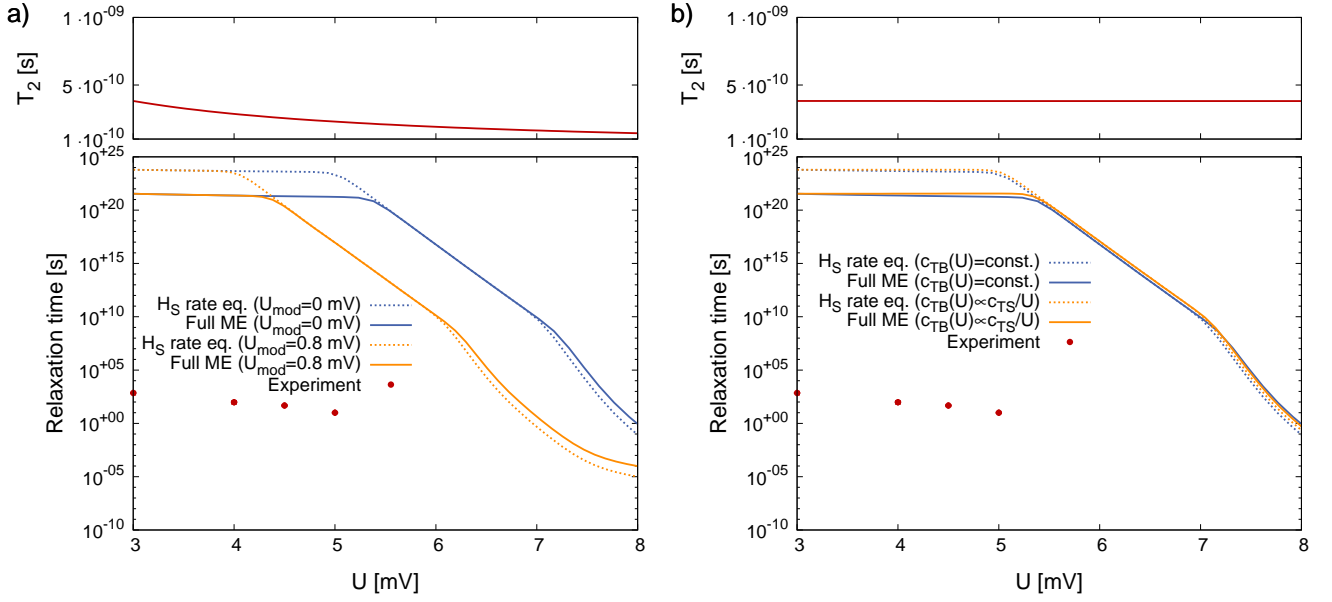 a)
T2 [s]
1·10-09
5·10-10
1·10-10
Relaxation time [s]
10+25
10+20
10+15
10+10
10+05
10+00
10-05
10-10
HS rate eq. (Umod=0 mV)
Full ME (Umod=0 mV)
HS rate eq. (Umod=0.8 mV)
Full ME (Umod=0.8 mV)
Experiment
3 4 5 6 7 8
U [mV]
b)
T2 [s]
1·10-09
5·10-10
1·10-10
Relaxation time [s]
10+25
10+20
10+15
10+10
10+05
10+00
10-05
10-10
HS rate eq. (cTB(U)=const.)
Full ME (cTB(U)=const.)
HS rate eq. (cTB(U)∝cTS/U)
Full ME (cTB(U)∝cTS/U)
Experiment
3 4 5 6 7 8
U [mV]